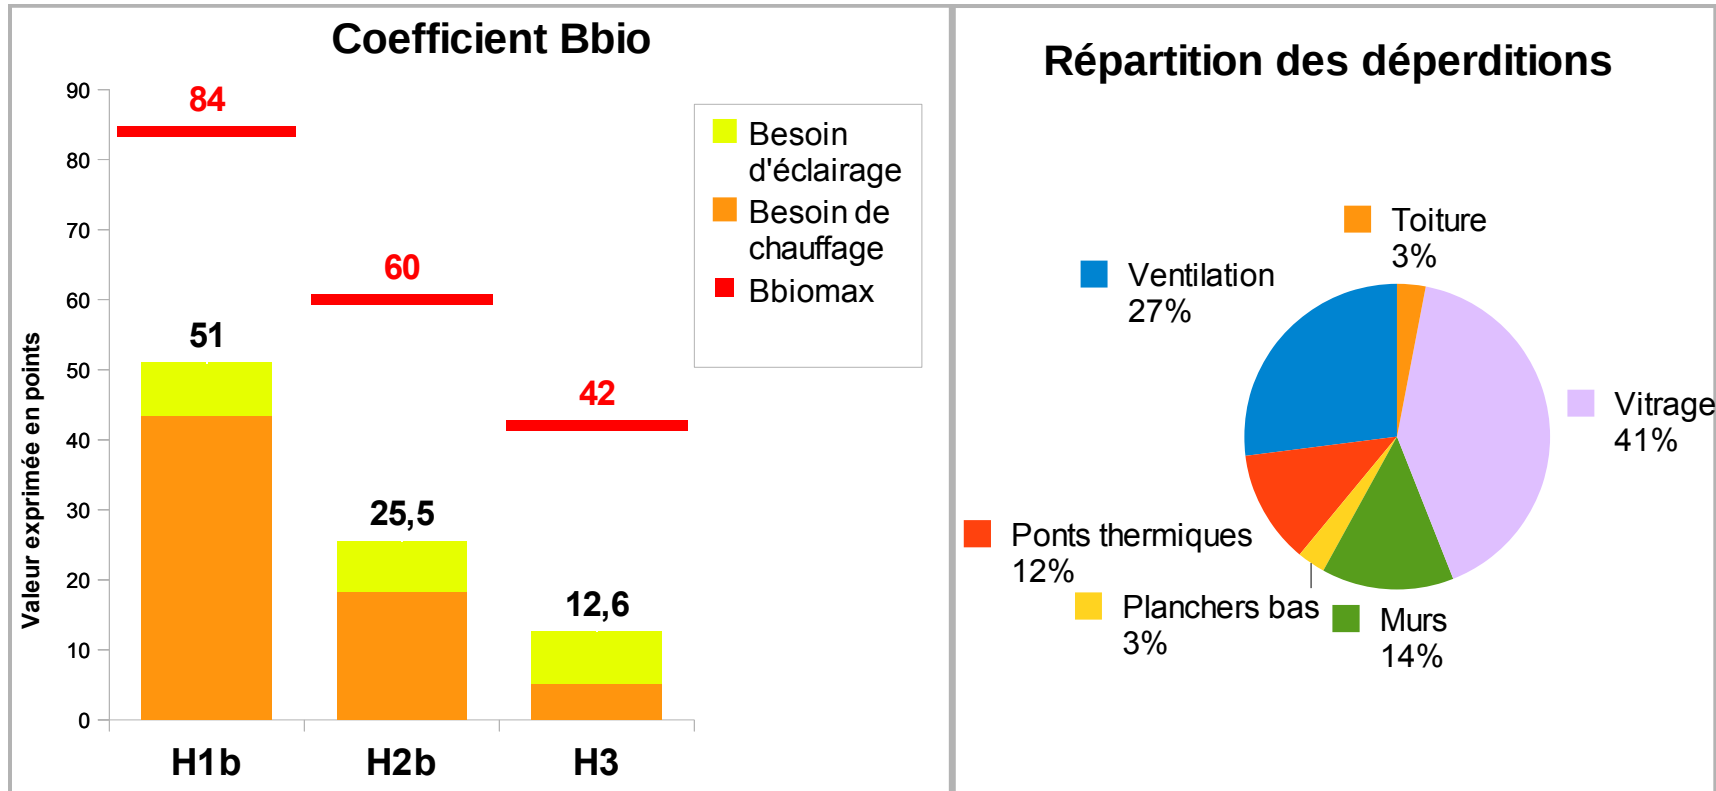 Coefficient Bbio
Valeur exprimée en points
90
80
70
60
50
40
30
20
10
0
84
60
42
51
25,5
12,6
H1b
H2b
H3
Besoin
d'éclairage
Besoin de
chauffage
Bbiomax
Répartition des déperditions
Toiture
3%
Ventilation
27%
Vitrage
41%
Ponts thermiques
12%
Planchers bas
3%
Murs
14%